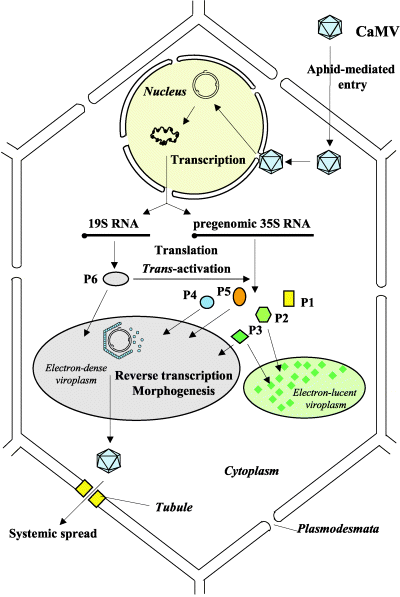 CaMV
Aphid-mediated
entry
Nucleus
Transcription
19S RNA
pregenomic 35S RNA
Translation
Trans-activation
P6
P4
P5
P1
P2
P3
Electron-dense
viroplasm
Reverse transcription
Morphogenesis
Electron-lucent
viroplasm
Cytoplasm
Tubule
Systemic spread
Plasmodesmata